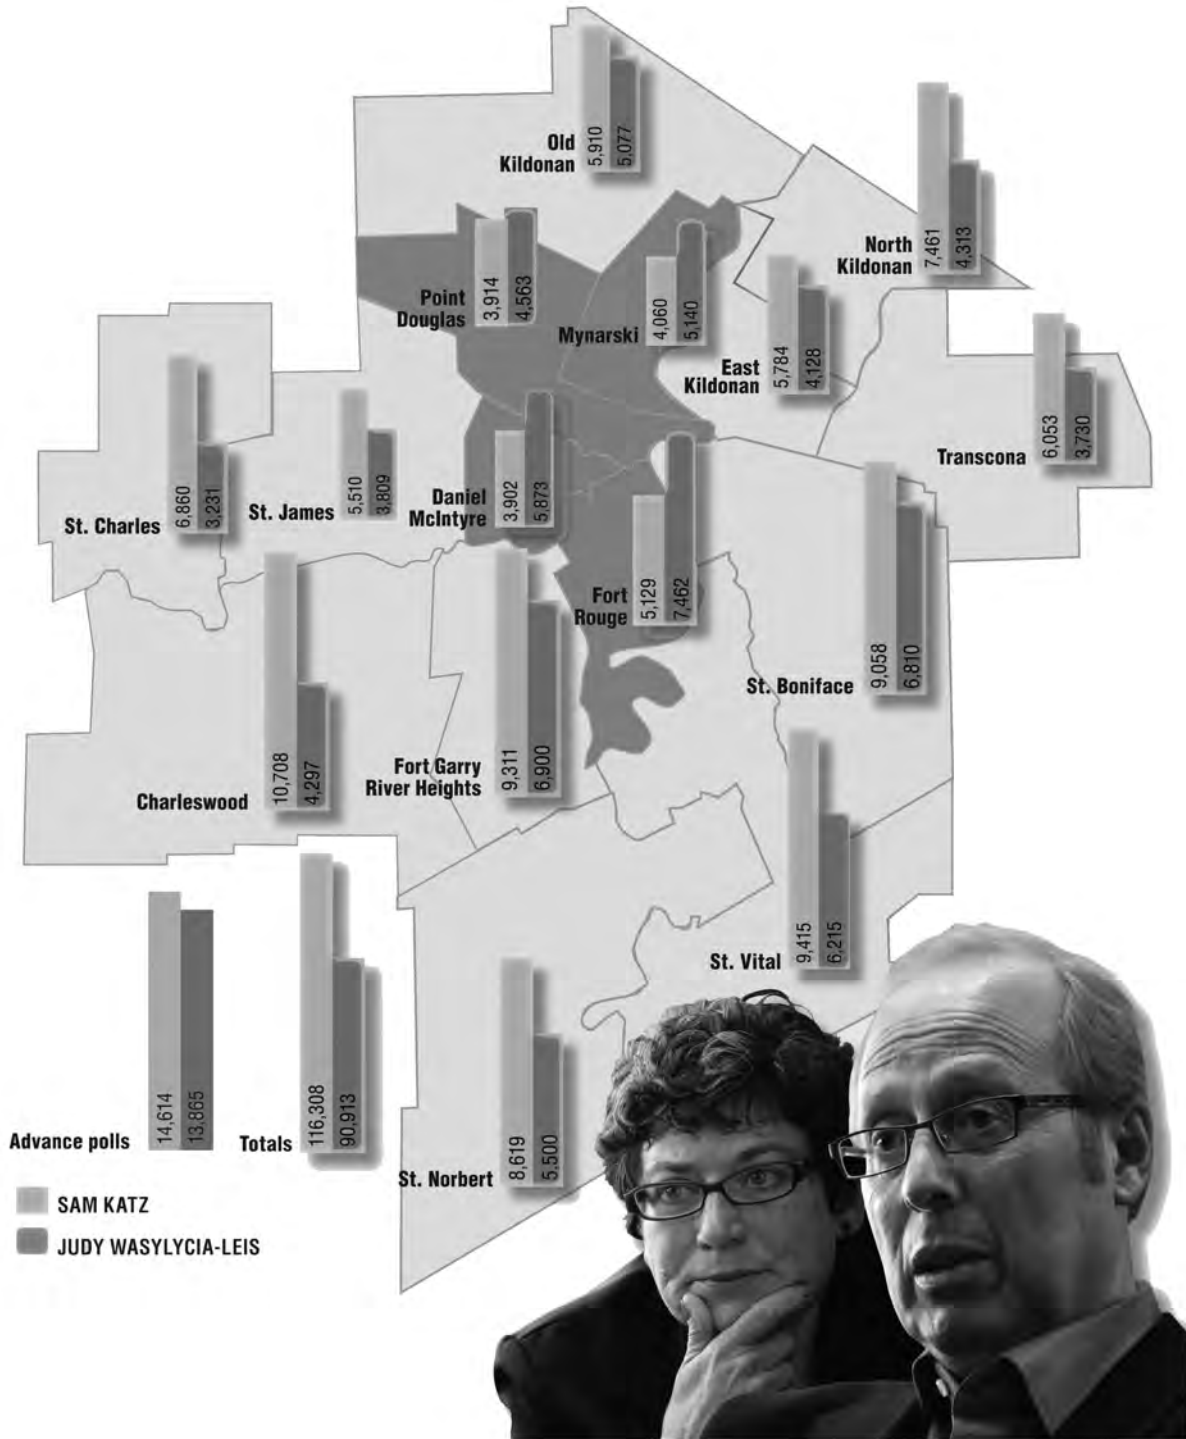 Old
Kildonan
5,910
5,077
North
Kildonan
7,461
4,313
Point
Douglas
3,914
4,563
Mynarski
4,060
5,140
East
Kildonan
5,784
4,128
Transcona
6,053
3,730
St. Charles
6,860
3,231
St. James
5,510
3,809
Daniel
McIntyre
3,902
5,873
Fort
Rouge
5,129
7,462
St. Boniface
9,058
6,810
Charleswood
10,708
4,297
Fort Garry
River Heights
9,311
6,900
St. Vital
9,415
6,215
Advance polls
14,614
13,865
Totals
116,308
90,913
St. Norbert
8,619
5,500
SAM KATZ
JUDY WASYLYCIA-LEIS